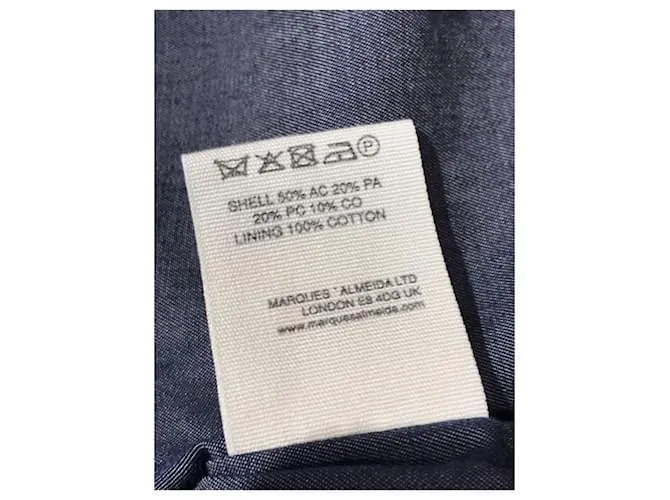 P
SHELL 50% AC 20% PA
20% PC 10% CO
LINING 100% COTTON
MARQUES ` ALMEIDA LTD
LONDON E8 4DG UK
www.marquesalmeida.com